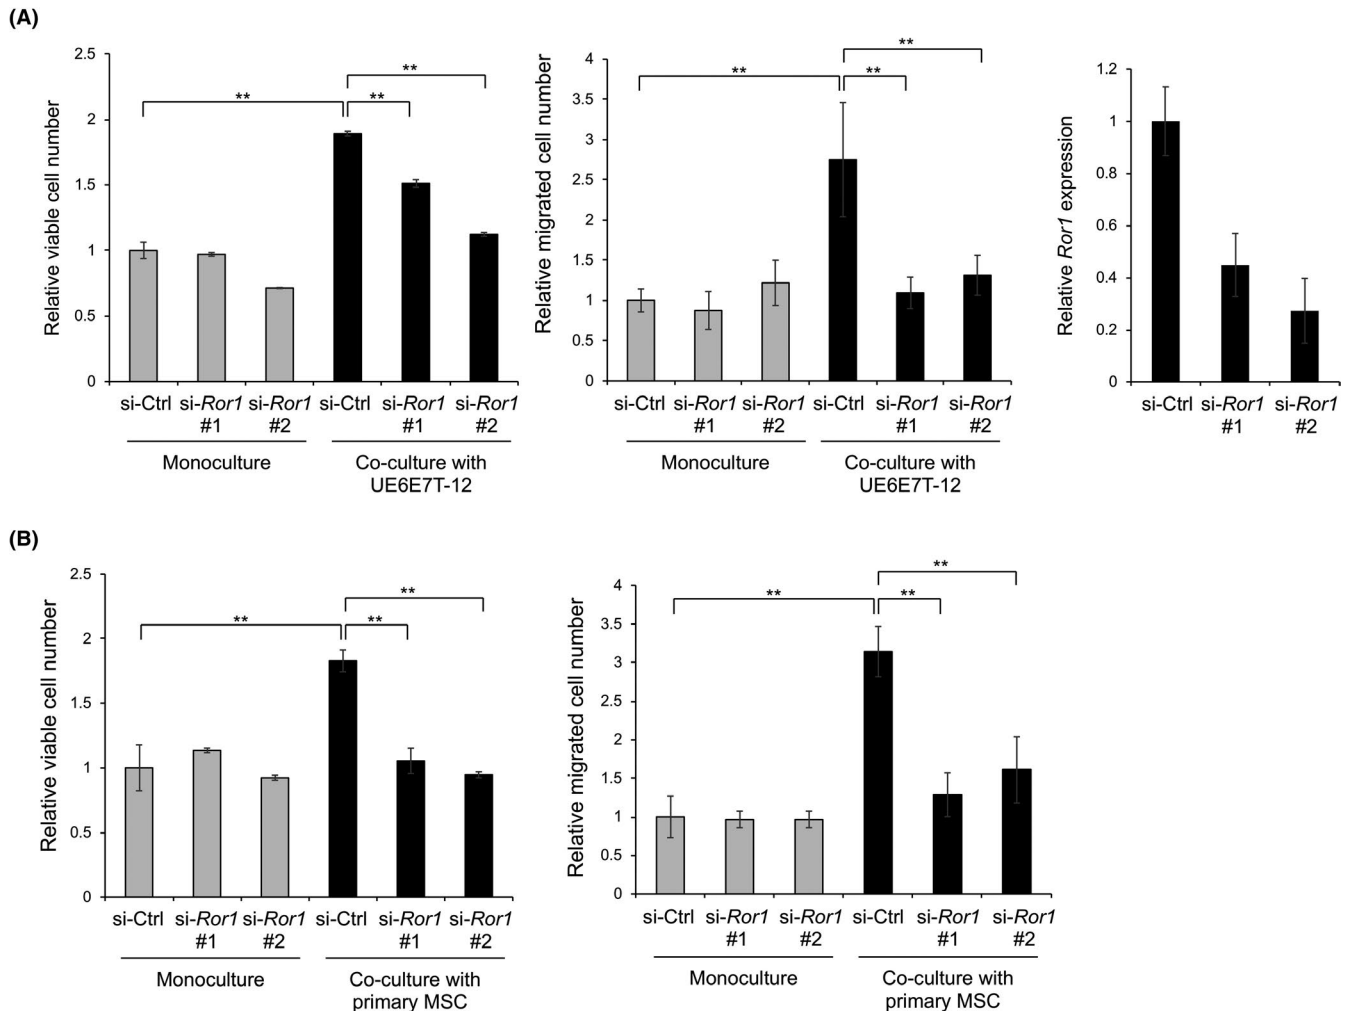 (A)
Relative viable cell number
2.5
2
1.5
1
0.5
0
**
**
**
si-Ctrl si-Ror1 si-Ror1 si-Ctrl si-Ror1 si-Ror1
#1 #2 #1 #2
Monoculture Co-culture with
UE6E7T-12
Relative migrated cell number
4
3.5
3
2.5
2
1.5
1
0.5
0
**
**
**
si-Ctrl si-Ror1 si-Ror1 si-Ctrl si-Ror1 si-Ror1
#1 #2 #1 #2
Monoculture Co-culture with
UE6E7T-12
Relative Ror1 expression
1.2
1
0.8
0.6
0.4
0.2
0
si-Ctrl si-Ror1 si-Ror1
#1 #2
(B)
Relative viable cell number
2.5
2
1.5
1
0.5
0
**
**
**
si-Ctrl si-Ror1 si-Ror1 si-Ctrl si-Ror1 si-Ror1
#1 #2 #1 #2
Monoculture Co-culture with
primary MSC
Relative migrated cell number
4
3.5
3
2.5
2
1.5
1
0.5
0
**
**
**
si-Ctrl si-Ror1 si-Ror1 si-Ctrl si-Ror1 si-Ror1
#1 #2 #1 #2
Monoculture Co-culture with
primary MSC